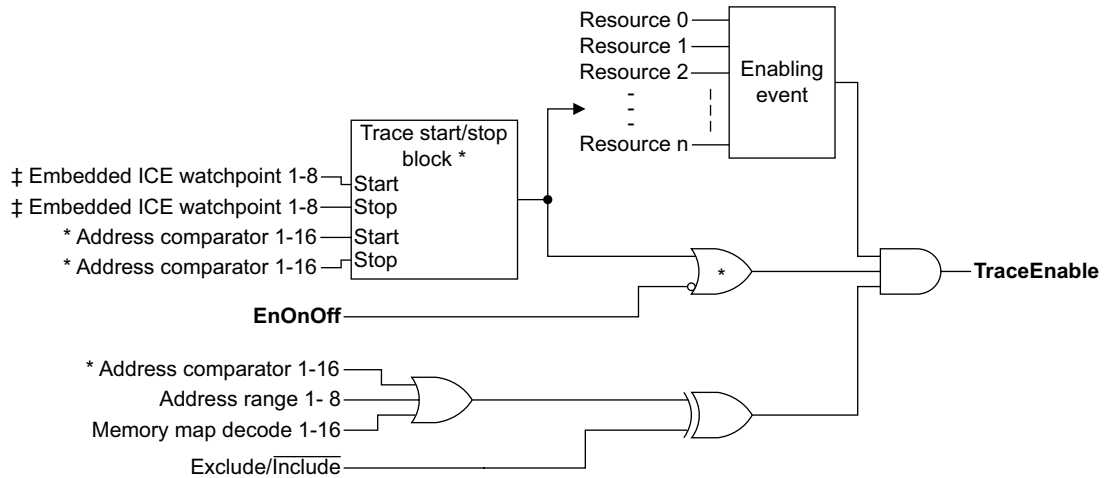 Resource 0
Resource 1
Resource 2
Resource n
Enabling
event
Trace start/stop
block *
‡ Embedded ICE watchpoint 1-8
Start
‡ Embedded ICE watchpoint 1-8
Stop
* Address comparator 1-16
Start
* Address comparator 1-16
Stop
*
TraceEnable
EnOnOff
* Address comparator 1-16
Address range 1- 8
Memory map decode 1-16
Exclude/Include